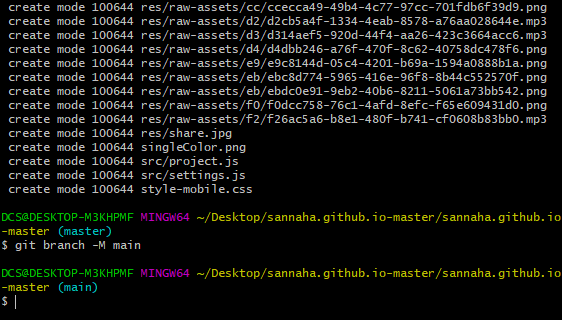 create mode 100644 res/raw-assets/cc/ccecca49-49b4-4c77-97cc-701fdb6f39d9.png
create mode 100644 res/raw-assets/d2/d2cb5a4f-1334-4eab-8578-a76aa028644e.mp3
create mode 100644 res/raw-assets/d3/d314aef5-920d-44f4-aa26-423c3664acc6.mp3
create mode 100644 res/raw-assets/d4/d4dbb246-a76f-470f-8c62-40758dc478f6.png
create mode 100644 res/raw-assets/e9/e9c8144d-05c4-4201-b69a-1594a0888b1a.png
create mode 100644 res/raw-assets/eb/ebc8d774-5965-416e-96f8-8b44c552570f.png
create mode 100644 res/raw-assets/eb/ebdc0e91-9eb2-40b6-8211-5061a73bb542.png
create mode 100644 res/raw-assets/f0/f0dcc758-76c1-4afd-8efc-f65e609431d0.png
create mode 100644 res/raw-assets/f2/f26ac5a6-b8e1-480f-b741-cf0608b83bb0.mp3
create mode 100644 res/share.jpg
create mode 100644 singleColor.png
create mode 100644 src/project.js
create mode 100644 src/settings.js
create mode 100644 style-mobile.css
DCS@DESKTOP-M3KHPMF MINGW64 ~/Desktop/sannaha.github.io-master/sannaha.github.io
-master (master)
$ git branch -M main
DCS@DESKTOP-M3KHPMF MINGW64 ~/Desktop/sannaha.github.io-master/sannaha.github.io
-master (main)
$